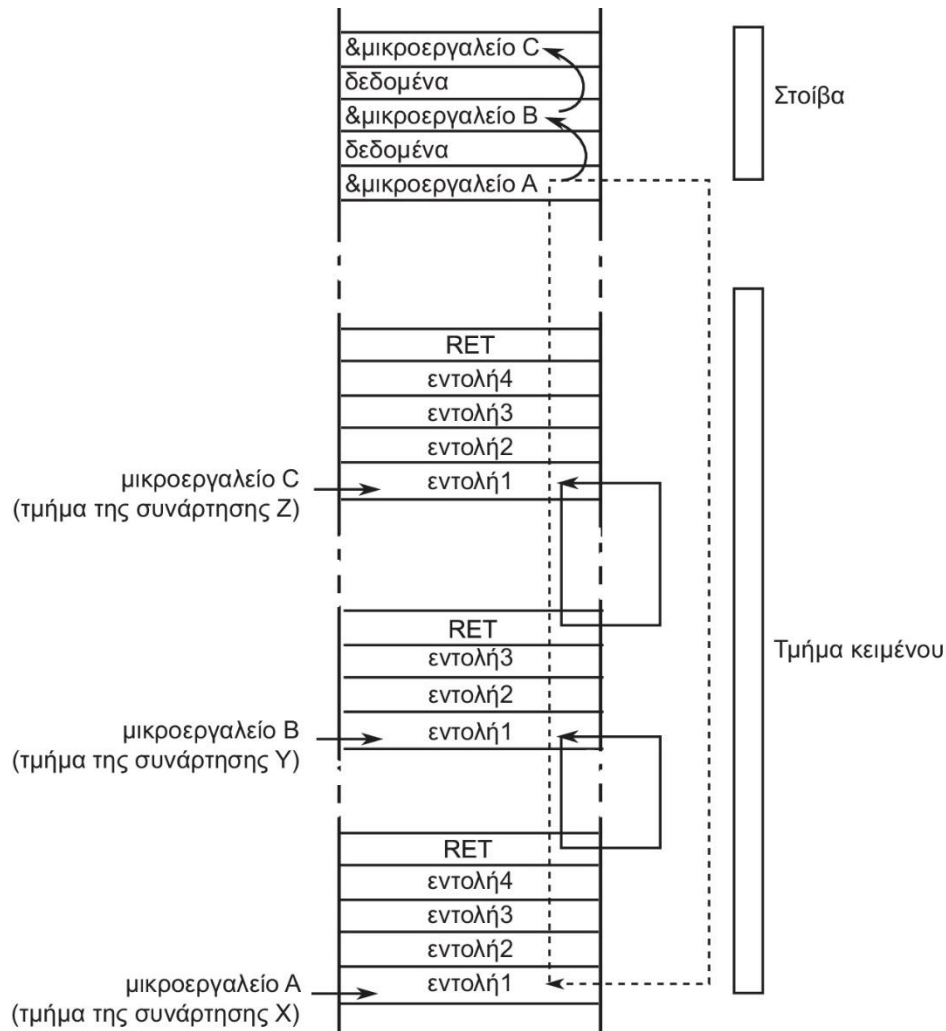 &μικροεργαλείο C
δεδομένα
&μικροεργαλείο B
δεδομένα
&μικροεργαλείο A
Στοίβα
RET
εντολή4
εντολή3
εντολή2
εντολή1
μικροεργαλείο C
(τμήμα της συνάρτησης Z)
RET
εντολή3
εντολή2
εντολή1
μικροεργαλείο B
(τμήμα της συνάρτησης Y)
Τμήμα κειμένου
RET
εντολή4
εντολή3
εντολή2
εντολή1
μικροεργαλείο A
(τμήμα της συνάρτησης X)